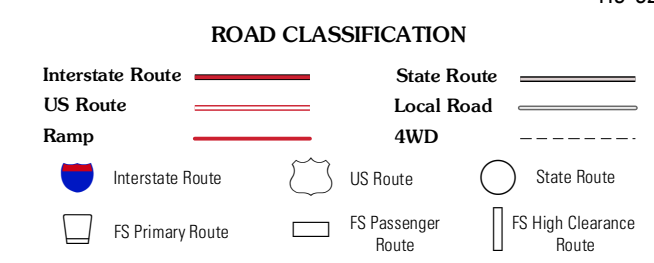 ROAD CLASSIFICATION
Interstate Route
State Route
US Route
Local Road
Ramp
4WD
Interstate Route
US Route
State Route
FS Primary Route
FS Passenger
Route
FS High Clearance
Route